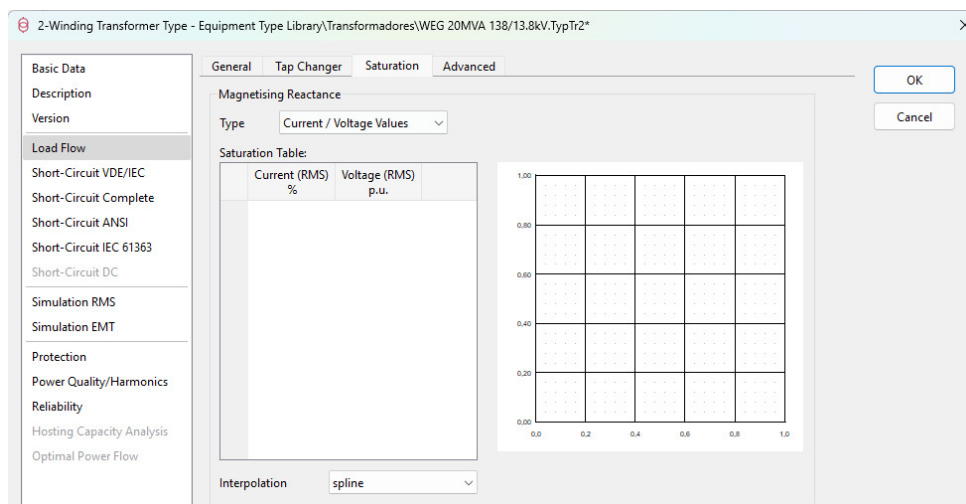 2-Winding Transformer Type - Equipment Type Library\Transformadores\WEG 20MVA 138/13.8kV.TypTr2*
Basic Data
Description
Version
Load Flow
Short-Circuit VDE/IEC
Short-Circuit Complete
Short-Circuit ANSI
Short-Circuit IEC 61363
Short-Circuit DC
Simulation RMS
Simulation EMT
Protection
Power Quality/Harmonics
Reliability
Hosting Capacity Analysis
Optimal Power Flow
General Tap Changer Saturation Advanced
Magnetising Reactance
Type Current / Voltage Values
Saturation Table:
Current (RMS) Voltage (RMS)
% p.u.
1,00
0,80
0,60
0,40
0,20
0,00
0,0 0,2 0,4 0,6 0,8 1,0
Interpolation spline
OK
Cancel